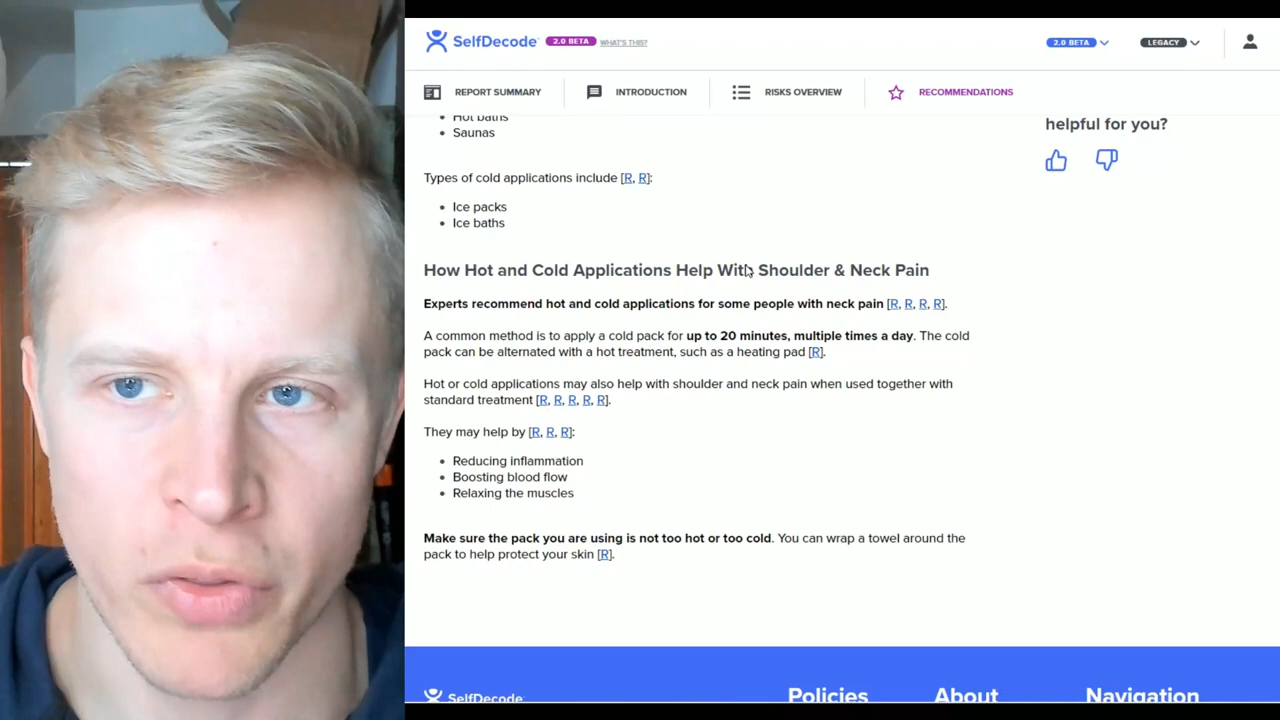 SelfDecode 2.0 BETA WHAT'S THIS? 2.0 BETA LEGACY
REPORT SUMMARY INTRODUCTION RISKS OVERVIEW RECOMMENDATIONS
Hot baths
Saunas
helpful for you?
Types of cold applications include [R, R]:
Ice packs
Ice baths
How Hot and Cold Applications Help With Shoulder & Neck Pain
Experts recommend hot and cold applications for some people with neck pain [R, R, R, R].
A common method is to apply a cold pack for up to 20 minutes, multiple times a day. The cold
pack can be alternated with a hot treatment, such as a heating pad [R].
Hot or cold applications may also help with shoulder and neck pain when used together with
standard treatment [R, R, R, R, R].
They may help by [R, R, R]:
Reducing inflammation
Boosting blood flow
Relaxing the muscles
Make sure the pack you are using is not too hot or too cold. You can wrap a towel around the
pack to help protect your skin [R].
SelfDecode Policies About Navigation